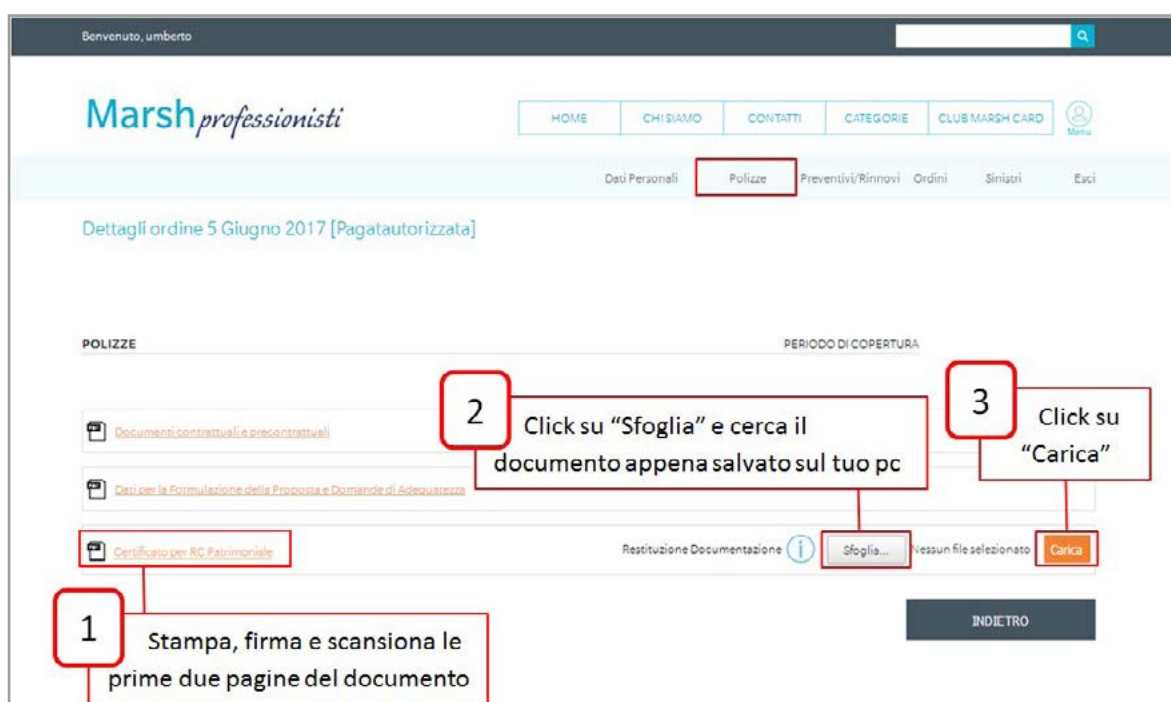 Benvenuto, umberto
Marsh professionisti
HOME CHI SIAMO CONTATTI CATEGORIE CLUB MARSH CARD
Menu
Dati Personali Polizze Preventivi/Rinnovi Ordini Sinistri Esci
Dettagli ordine 5 Giugno 2017 [Pagatautorizzata]
POLIZZE PERIODO DI COPERTURA
2
Click su “Sfoglia” e cerca il
documento appena salvato sul tuo pc
3
Click su
“Carica”
Documenti contrattuali e precontrattuali
Dati per la Formulazione della Proposta e Domande di Adeguatezza
Certificato per RC Patrimoniale Restituzione Documentazione i Sfoglia... Nessun file selezionato Carica
INDIETRO
1
Stampa, firma e scansiona le
prime due pagine del documento